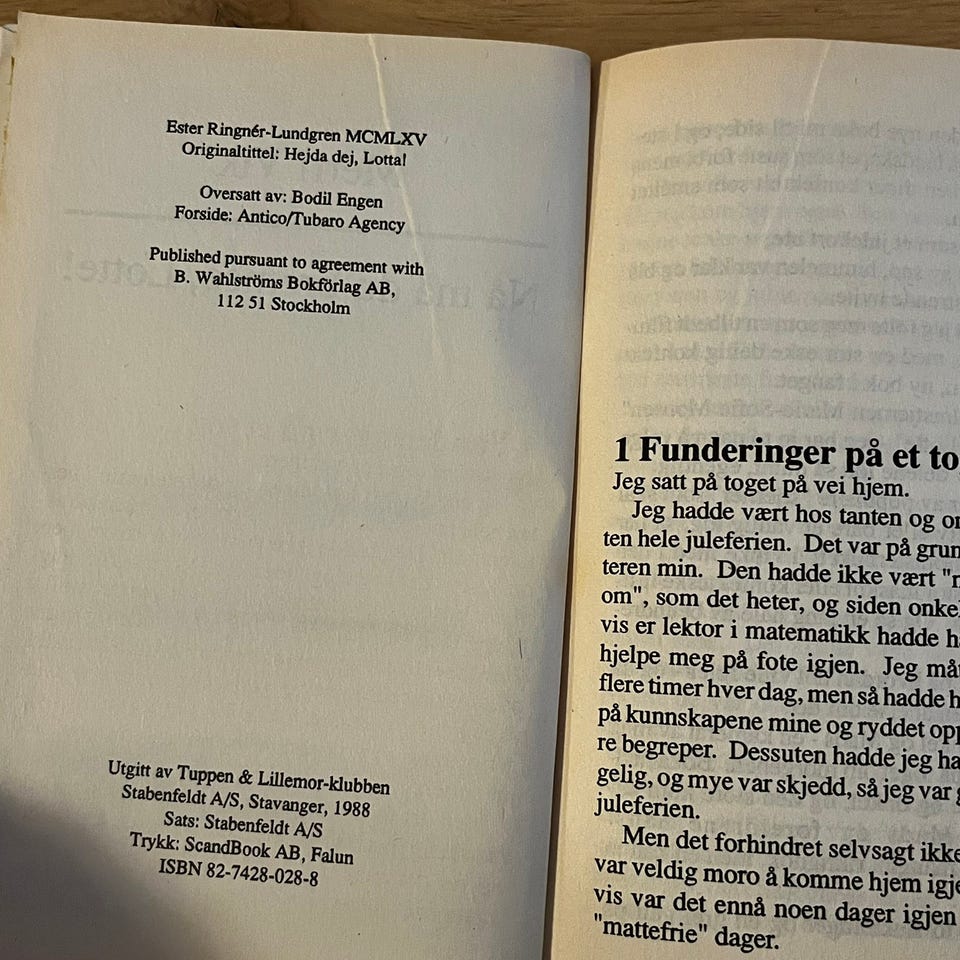 Ester Ringnér-Lundgren MCMLXV
Originaltittel: Hejda dej, Lotta!
Oversatt av: Bodil Engen
Forside: Antico/Tubaro Agency
Published pursuant to agreement with
B. Wahlströms Bokförlag AB,
112 51 Stockholm
Utgitt av Tuppen & Lillemor-klubben
Stabenfeldt A/S, Stavanger, 1988
Sats: Stabenfeldt A/S
Trykk: ScandBook AB, Falun
ISBN 82-7428-028-8
1 Funderinger på et to
Jeg satt på toget på vei hjem.
Jeg hadde vært hos tanten og on
ten hele juleferien. Det var på grun
teren min. Den hadde ikke vært "
om", som det heter, og siden onke
vis er lektor i matematikk hadde h
hjelpe meg på fote igjen. Jeg må
flere timer hver dag, men så hadde h
på kunnskapene mine og ryddet opp
re begreper. Dessuten hadde jeg ha
gelig, og mye var skjedd, så jeg var g
juleferien.
Men det forhindret selvsagt ikke
var veldig moro å komme hjem igje
vis var det ennå noen dager igjen
"mattefrie" dager.